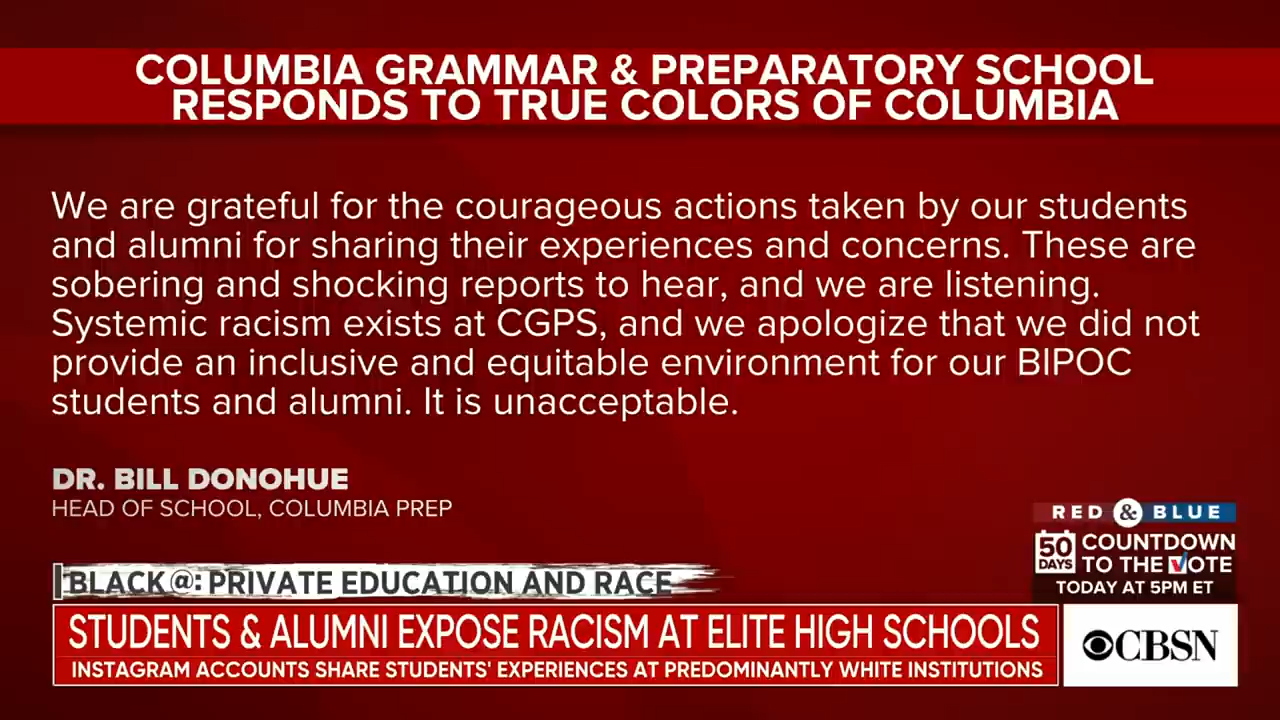 COLUMBIA GRAMMAR & PREPARATORY SCHOOL
RESPONDS TO TRUE COLORS OF COLUMBIA
We are grateful for the courageous actions taken by our students
and alumni for sharing their experiences and concerns. These are
sobering and shocking reports to hear, and we are listening.
Systemic racism exists at CGPS, and we apologize that we did not
provide an inclusive and equitable environment for our BIPOC
students and alumni. It is unacceptable.
DR. BILL DONOHUE
HEAD OF SCHOOL, COLUMBIA PREP
RED & BLUE
50 DAYS
COUNTDOWN
TO THE VOTE
TODAY AT 5PM ET
BLACK@: PRIVATE EDUCATION AND RACE
STUDENTS & ALUMNI EXPOSE RACISM AT ELITE HIGH SCHOOLS
INSTAGRAM ACCOUNTS SHARE STUDENTS' EXPERIENCES AT PREDOMINANTLY WHITE INSTITUTIONS
CBSN